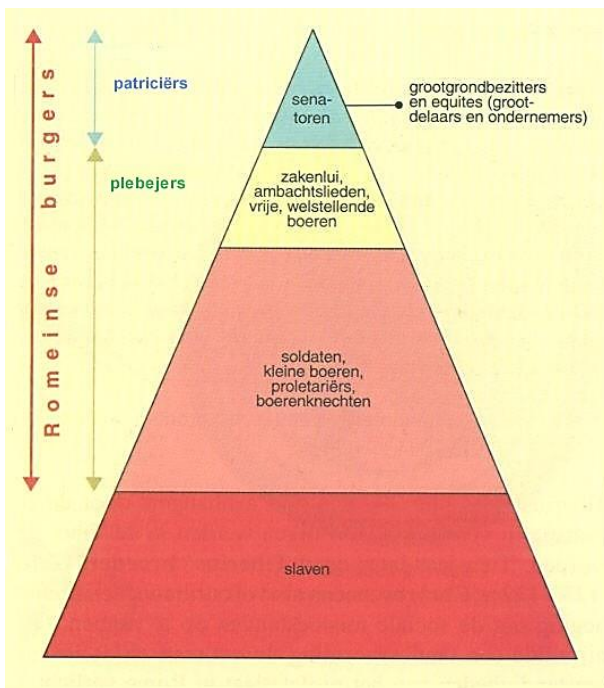 Romeinse burgers
patriciërs
plebejers
sena-
toren
grootgrondbezitters
en equites (groot-
delaars en ondernemers)
zakenlui,
ambachtslieden,
vrije, welstellende
boeren
soldaten,
kleine boeren,
proletariërs,
boerenknechten
slaven